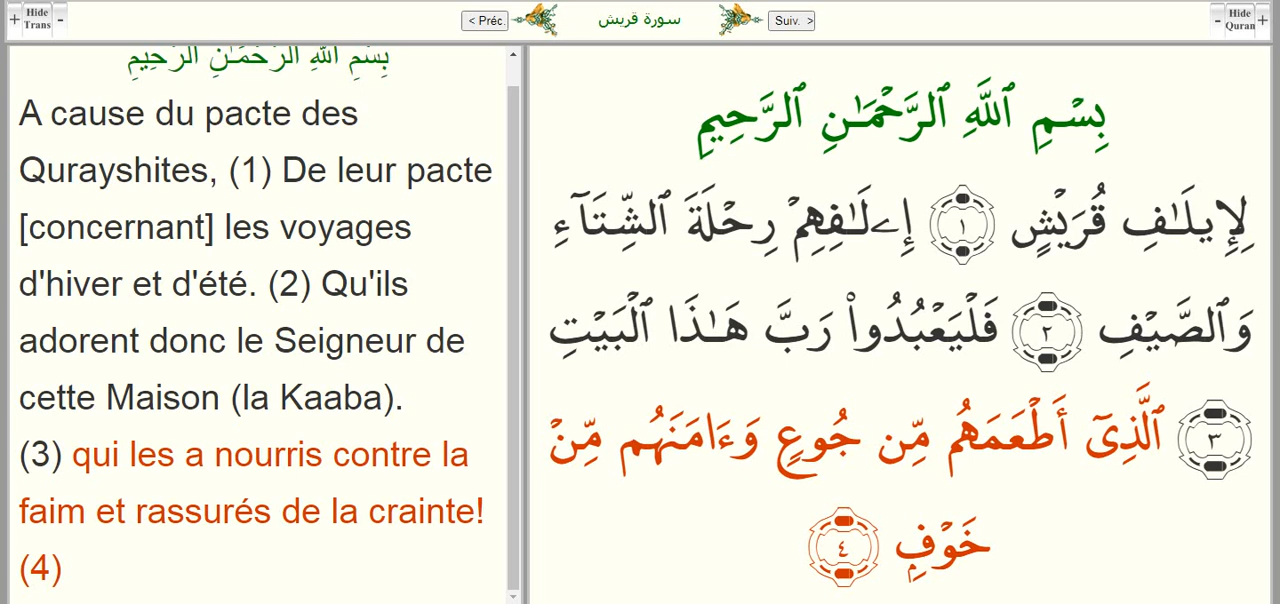 + Hide Trans -
< Préc.
سورة قريش
Suiv. >
- Hide Quran +
بِسْمِ اللَّهِ الرَّحْمَـٰنِ الرَّحِيمِ
A cause du pacte des
Qurayshites, (1) De leur pacte
[concernant] les voyages
d'hiver et d'été. (2) Qu'ils
adorent donc le Seigneur de
cette Maison (la Kaaba).
(3) qui les a nourris contre la
faim et rassurés de la crainte!
(4)
بِسْمِ ٱللَّهِ ٱلرَّحْمَـٰنِ ٱلرَّحِيمِ
لِإِيلَـٰفِ قُرَيْشٍ ١ إِۦلَـٰفِهِمْ رِحْلَةَ ٱلشِّتَآءِ
وَٱلصَّيْفِ ٢ فَلْيَعْبُدُوا۟ رَبَّ هَـٰذَا ٱلْبَيْتِ
٣ ٱلَّذِىٓ أَطْعَمَهُم مِّن جُوعٍ وَءَامَنَهُم مِّنْ
خَوْفٍ ٤